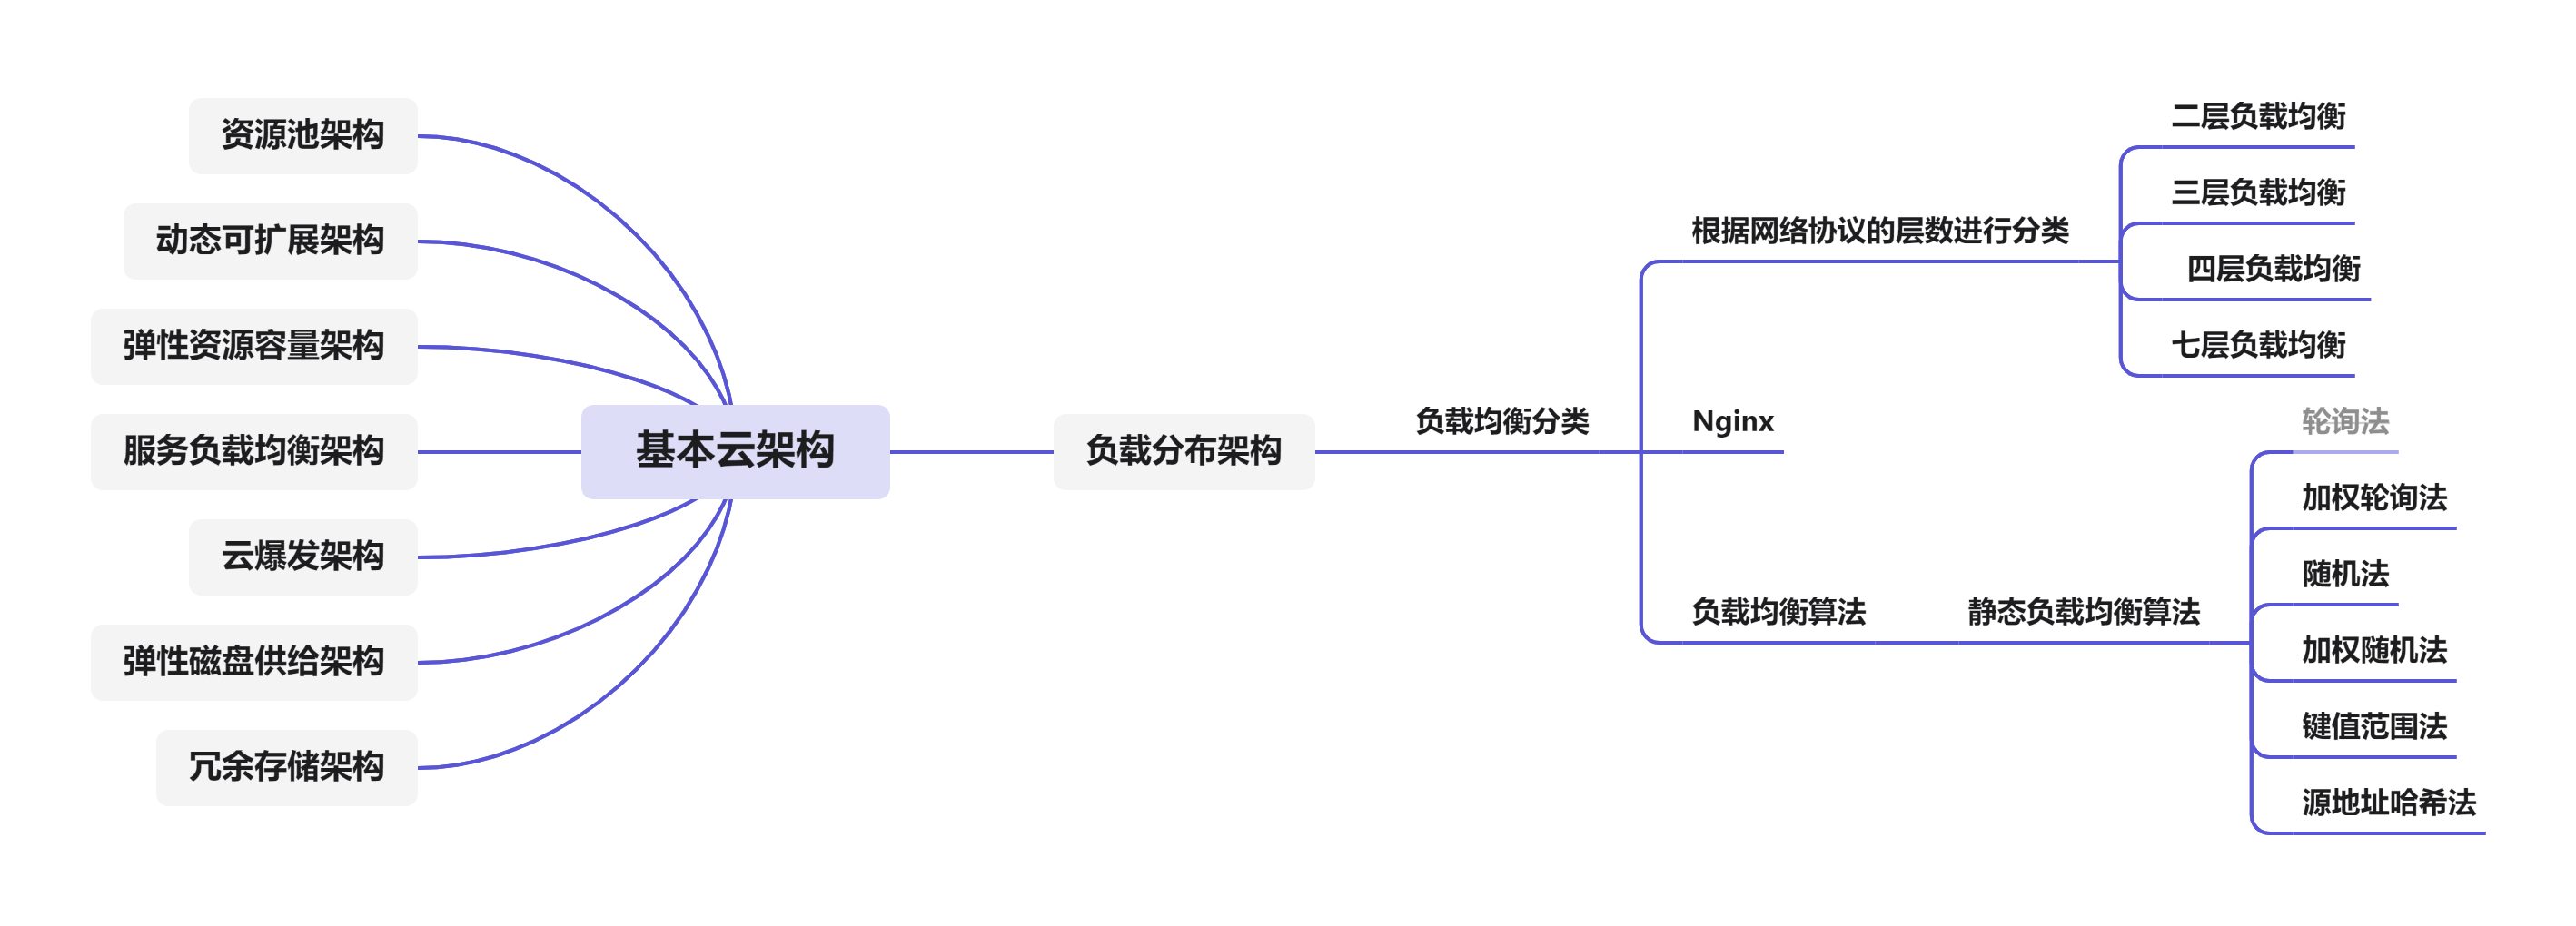 基本云架构
负载分布架构
负载均衡分类
根据网络协议的层数进行分类
二层负载均衡
三层负载均衡
四层负载均衡
七层负载均衡
Nginx
负载均衡算法
静态负载均衡算法
轮询法
加权轮询法
随机法
加权随机法
键值范围法
源地址哈希法
资源池架构
动态可扩展架构
弹性资源容量架构
服务负载均衡架构
云爆发架构
弹性磁盘供给架构
冗余存储架构